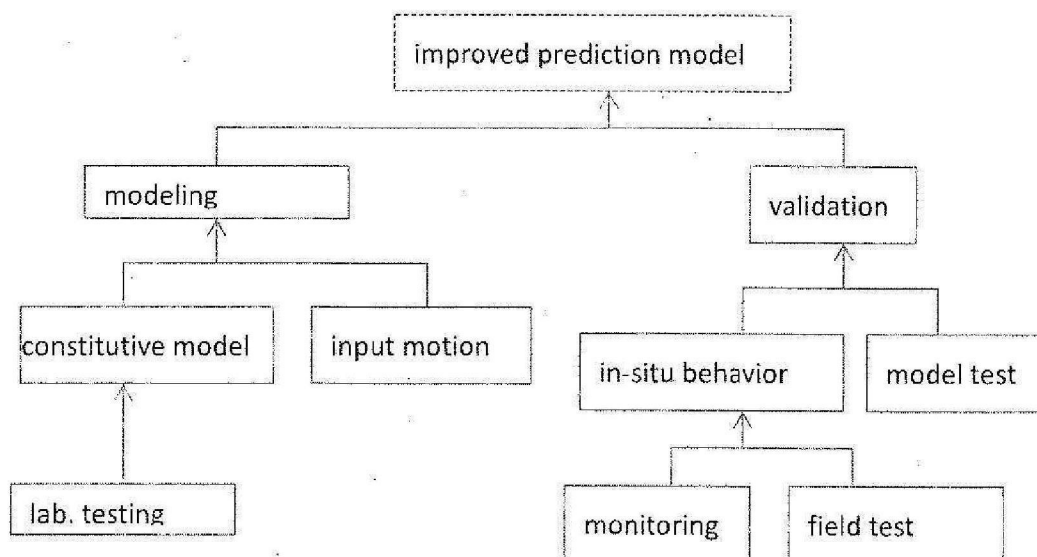 improved prediction model
modeling
validation
constitutive model
input motion
in-situ behavior
model test
lab. testing
monitoring
field test